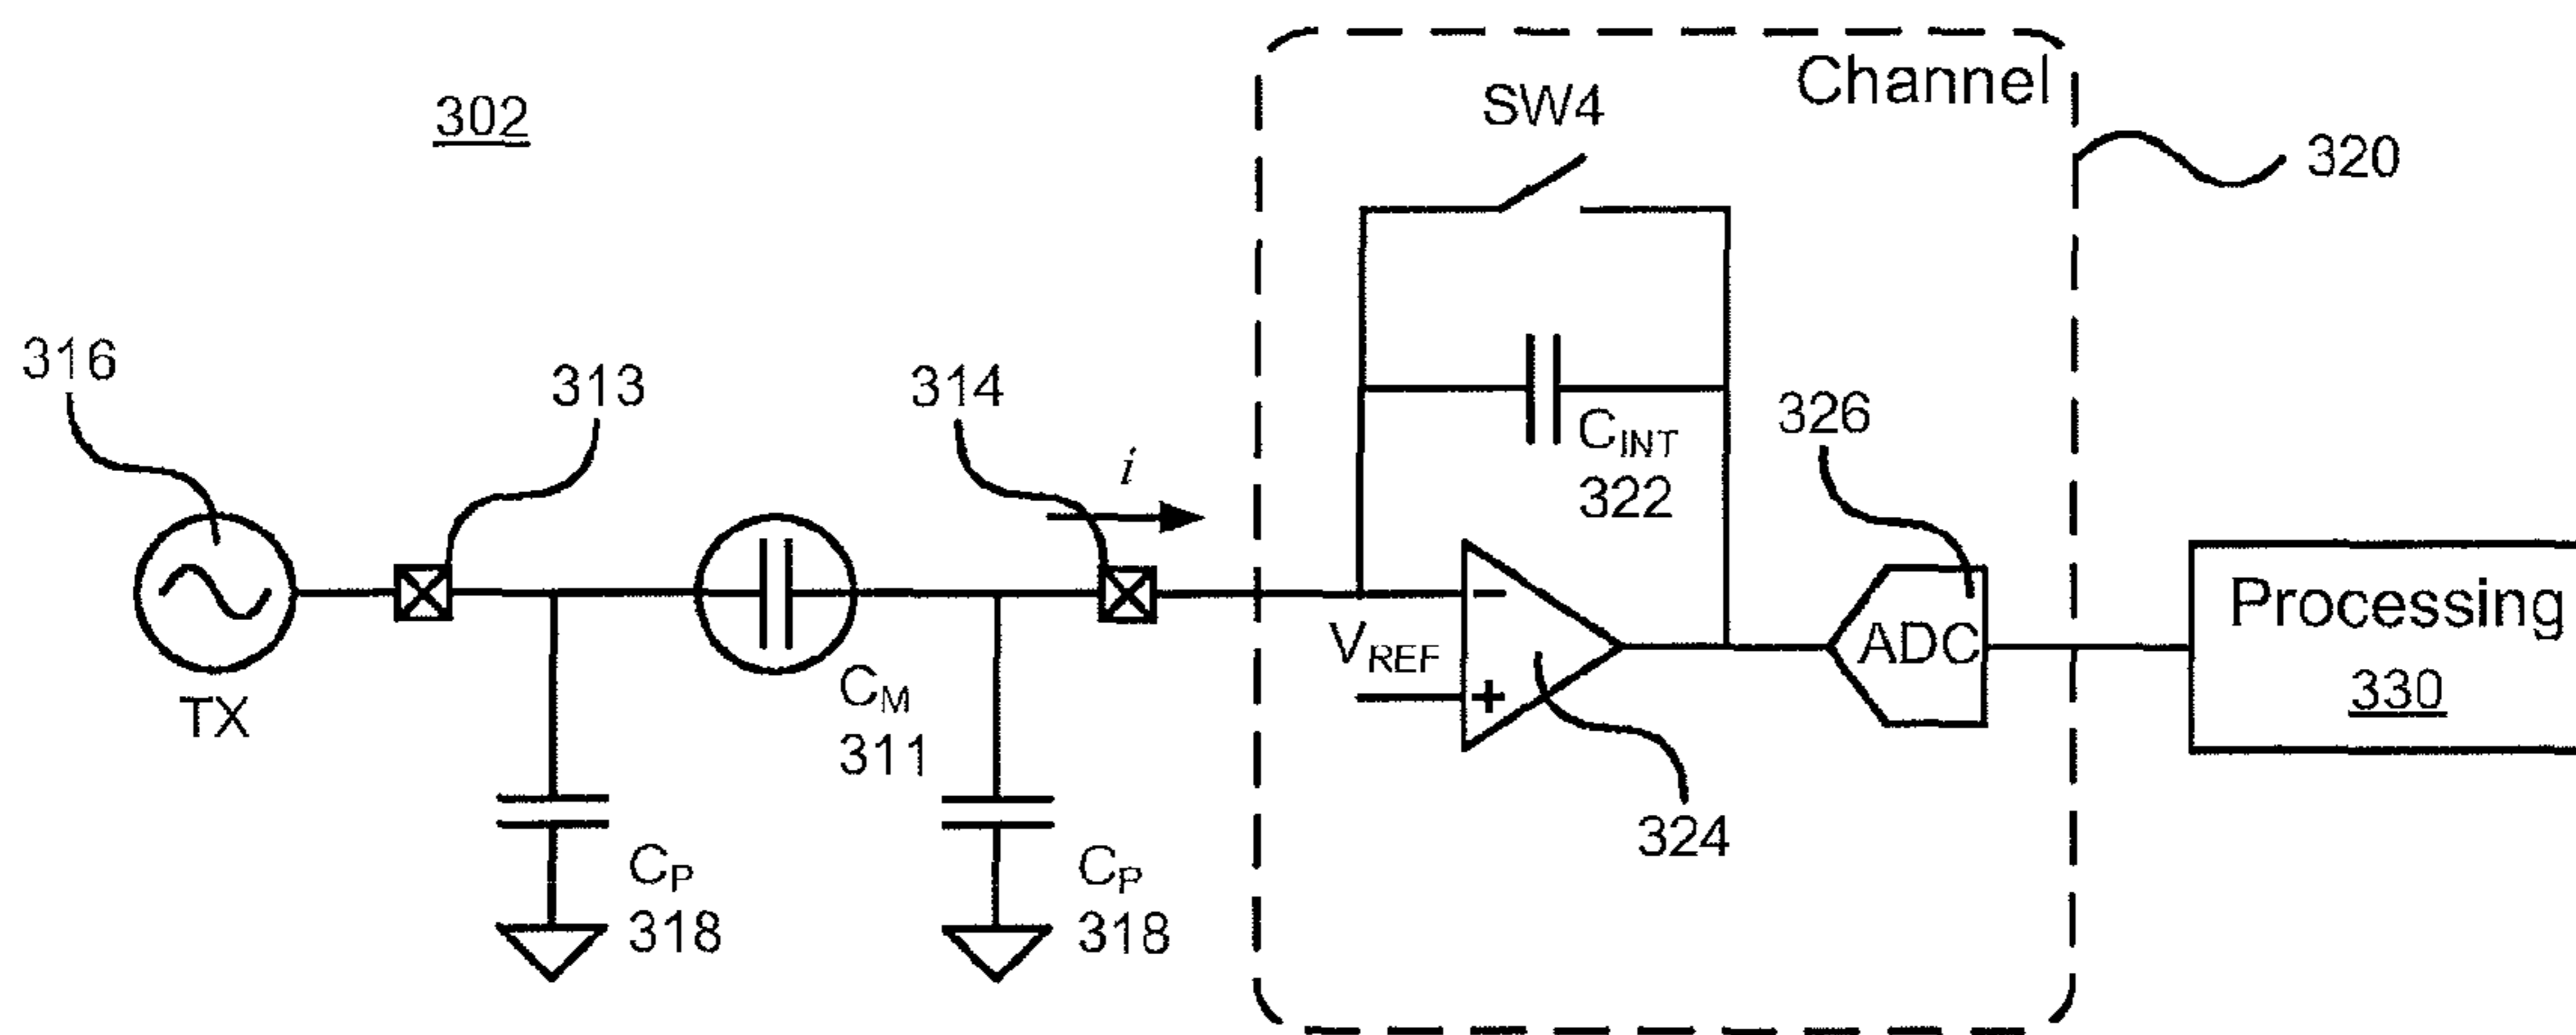 Channel
302
SW4
320
316
313
314
i
326
C_INT
322
V_REF
−
+
ADC
Processing
330
TX
C_M
311
324
C_P
318
C_P
318